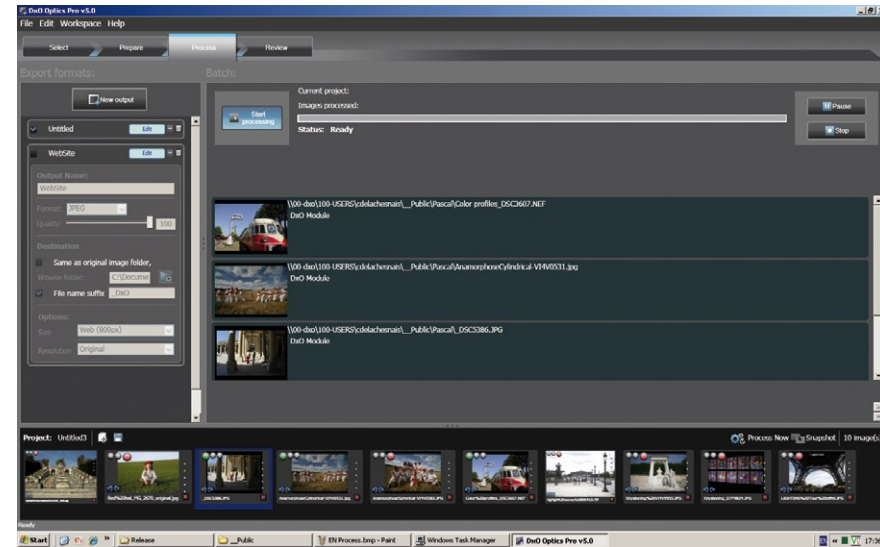 DxO Optics Pro v5.0
File Edit Workspace Help
Select Prepare Process Review
Export formats:
Batch:
New output
Untitled Edit
WebSite Edit
Output Name:
WebSite
Format: JPEG
Quality: 100
Destination
Same as original image folder,
Browse folder: C:\Docume
File name suffix _DxO
Options:
Size Web (800px)
Resolution Original
Start processing
Current project:
Images processed:
Status: Ready
Pause
Stop
\\00-dxo\100-USERS\cdelachesnais\__Public\Pascal\Color profiles_DSC3607.NEF
DxO Module
\\00-dxo\100-USERS\cdelachesnais\__Public\Pascal\AnamorphoseCylindrical-VI4V0531.jpg
DxO Module
\\00-dxo\100-USERS\cdelachesnais\__Public\Pascal\_DSC5386.JPG
DxO Module
Project: Untitled3
Process Now Snapshot 10 image(s
_DSC5386.JPG
Ready
Start Release __Public EN Process.bmp - Paint Windows Task Manager DxO Optics Pro v5.0 17:36